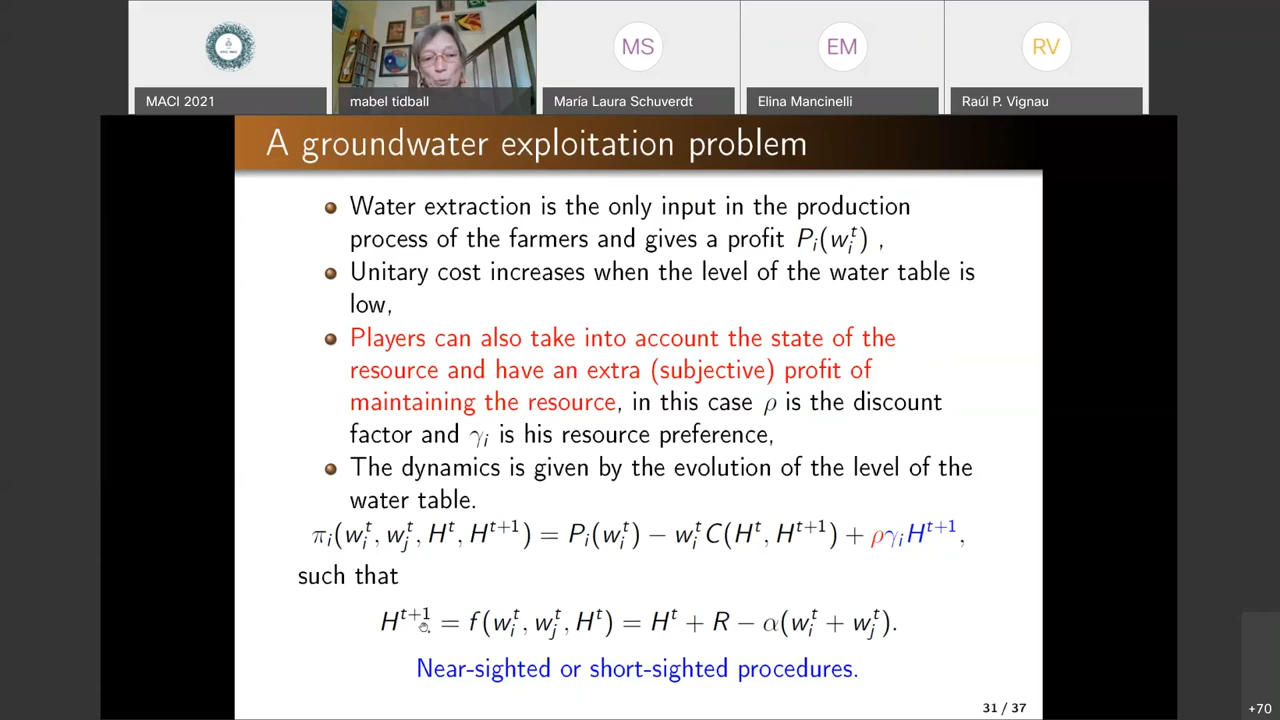 MACI 2021
mabel tidball
MS
María Laura Schuverdt
EM
Elina Mancinelli
RV
Raúl P. Vignau
A groundwater exploitation problem
Water extraction is the only input in the production
process of the farmers and gives a profit P_i(w_i^t) ,
Unitary cost increases when the level of the water table is
low,
Players can also take into account the state of the
resource and have an extra (subjective) profit of
maintaining the resource, in this case ρ is the discount
factor and γ_i is his resource preference,
The dynamics is given by the evolution of the level of the
water table.
π_i(w_i^t, w_j^t, H^t, H^{t+1}) = P_i(w_i^t) − w_i^t C(H^t, H^{t+1}) + ργ_i H^{t+1},
such that
H^{t+1} = f(w_i^t, w_j^t, H^t) = H^t + R − α(w_i^t + w_j^t).
Near-sighted or short-sighted procedures.
31 / 37
+70